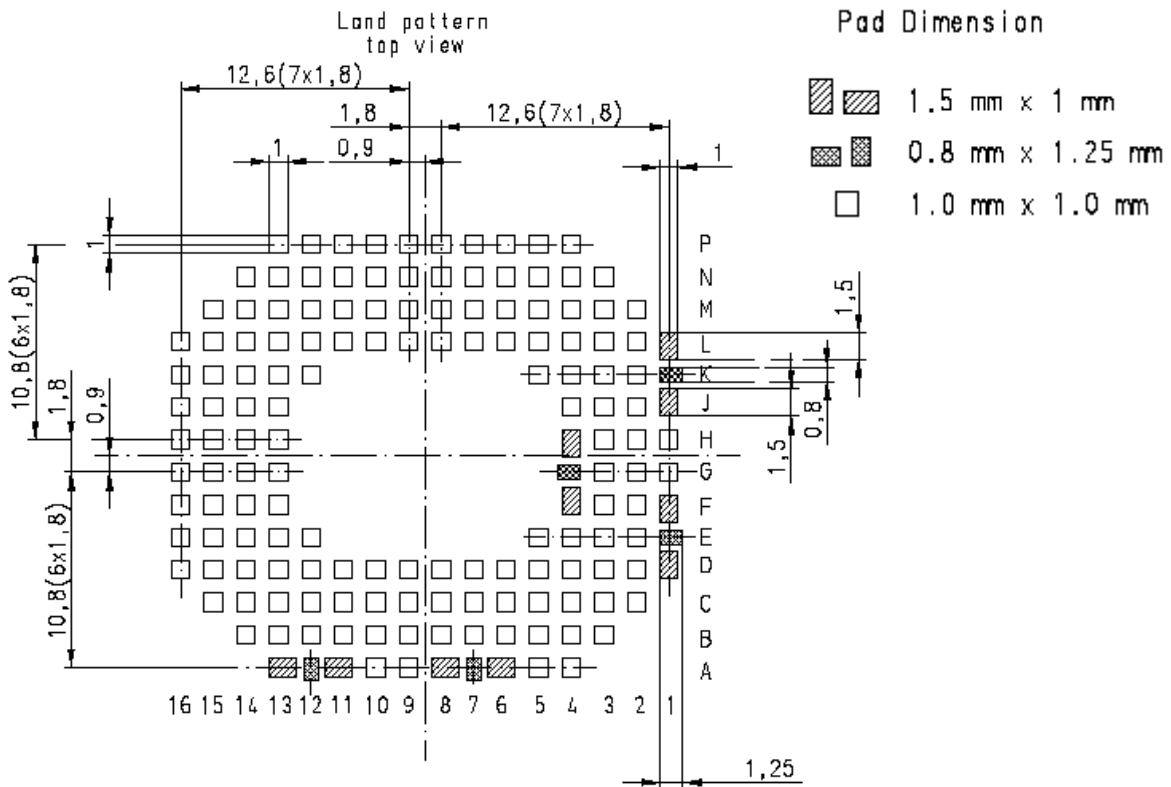 Land pattern
top view
Pad Dimension
12,6(7x1,8)
1.5 mm x 1 mm
1,8
12,6(7x1,8)
1
0,9
1
0.8 mm x 1.25 mm
1.0 mm x 1.0 mm
1
P
N
M
L
K
J
H
G
F
E
D
C
B
A
10,8(6x1,8)
1,8
0,9
10,8(6x1,8)
1,5
0,8
1,5
16 15 14 13 12 11 10 9 8 7 6 5 4 3 2 1
1,25